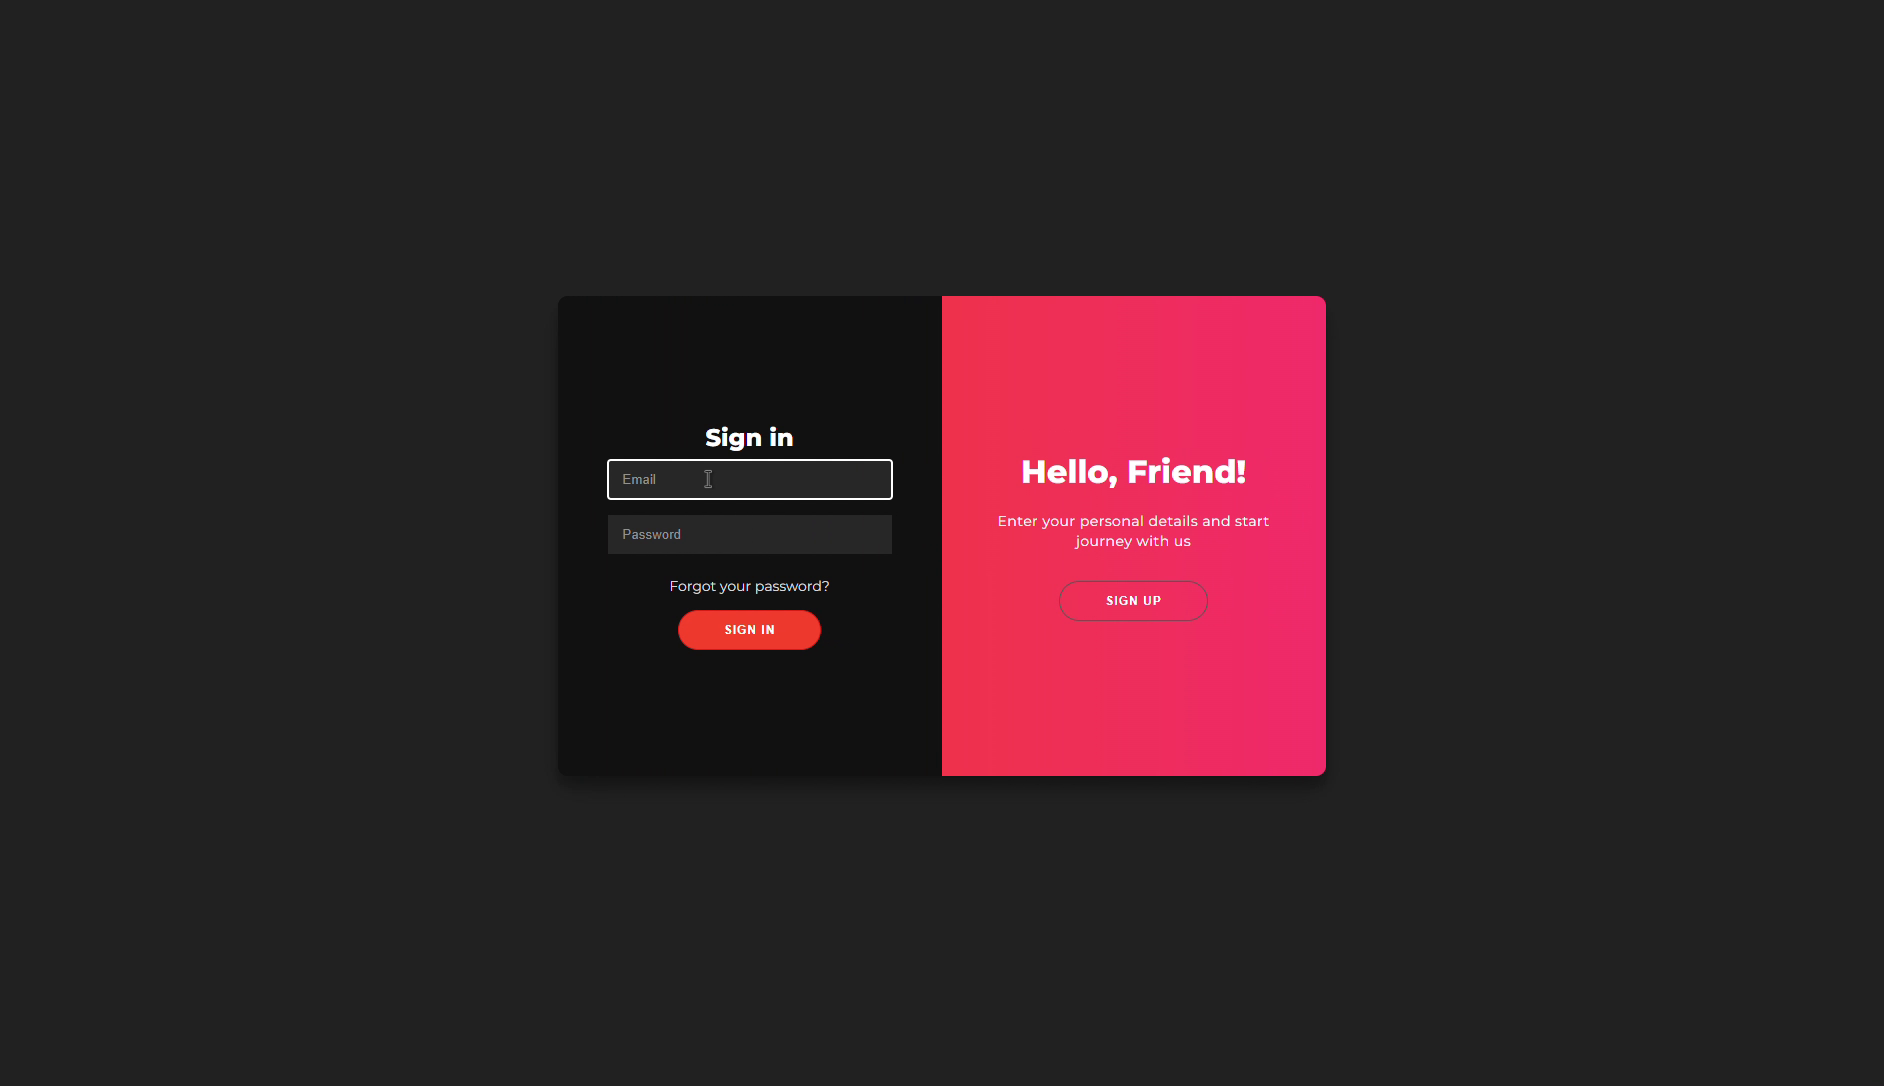 Sign in
Email
Password
Forgot your password?
SIGN IN
Hello, Friend!
Enter your personal details and start
journey with us
SIGN UP